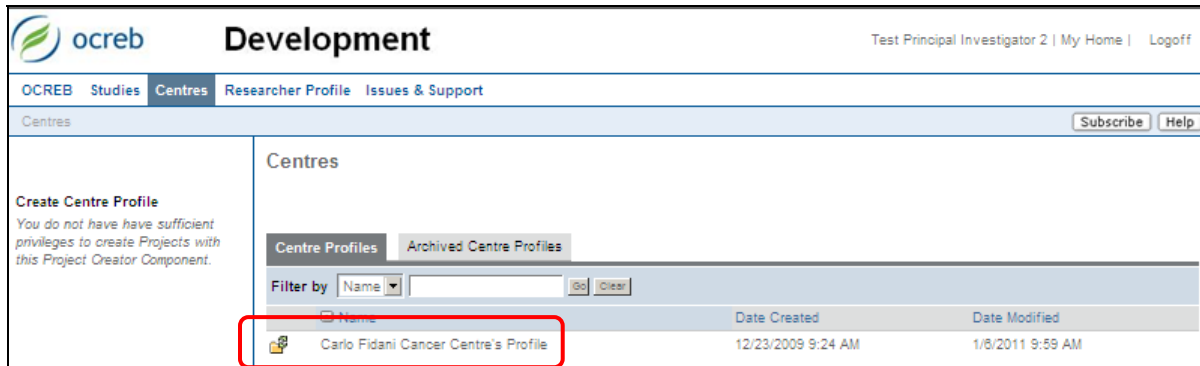 ocreb Development Test Principal Investigator 2 | My Home | Logoff
OCREB Studies Centres Researcher Profile Issues & Support
Centres Subscribe Help
Centres
Create Centre Profile
You do not have have sufficient
privileges to create Projects with
this Project Creator Component.
Centre Profiles Archived Centre Profiles
Filter by Name Go Clear
Name Date Created Date Modified
Carlo Fidani Cancer Centre's Profile 12/23/2009 9:24 AM 1/6/2011 9:59 AM